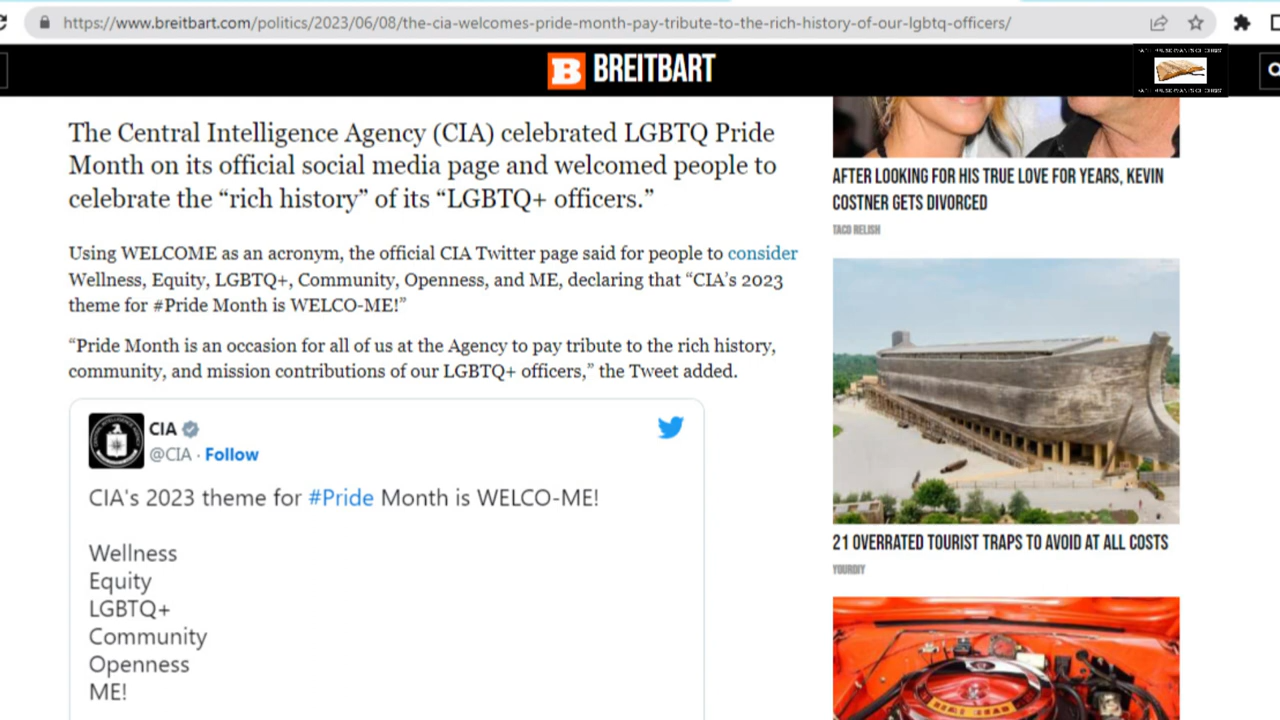 https://www.breitbart.com/politics/2023/06/08/the-cia-welcomes-pride-month-pay-tribute-to-the-rich-history-of-our-lgbtq-officers/
B BREITBART
The Central Intelligence Agency (CIA) celebrated LGBTQ Pride
Month on its official social media page and welcomed people to
celebrate the “rich history” of its “LGBTQ+ officers.”
Using WELCOME as an acronym, the official CIA Twitter page said for people to consider
Wellness, Equity, LGBTQ+, Community, Openness, and ME, declaring that “CIA’s 2023
theme for #Pride Month is WELCO-ME!”
“Pride Month is an occasion for all of us at the Agency to pay tribute to the rich history,
community, and mission contributions of our LGBTQ+ officers,” the Tweet added.
CIA
@CIA · Follow
CIA's 2023 theme for #Pride Month is WELCO-ME!
Wellness
Equity
LGBTQ+
Community
Openness
ME!
AFTER LOOKING FOR HIS TRUE LOVE FOR YEARS, KEVIN
COSTNER GETS DIVORCED
TACO RELISH
21 OVERRATED TOURIST TRAPS TO AVOID AT ALL COSTS
YOURDIY